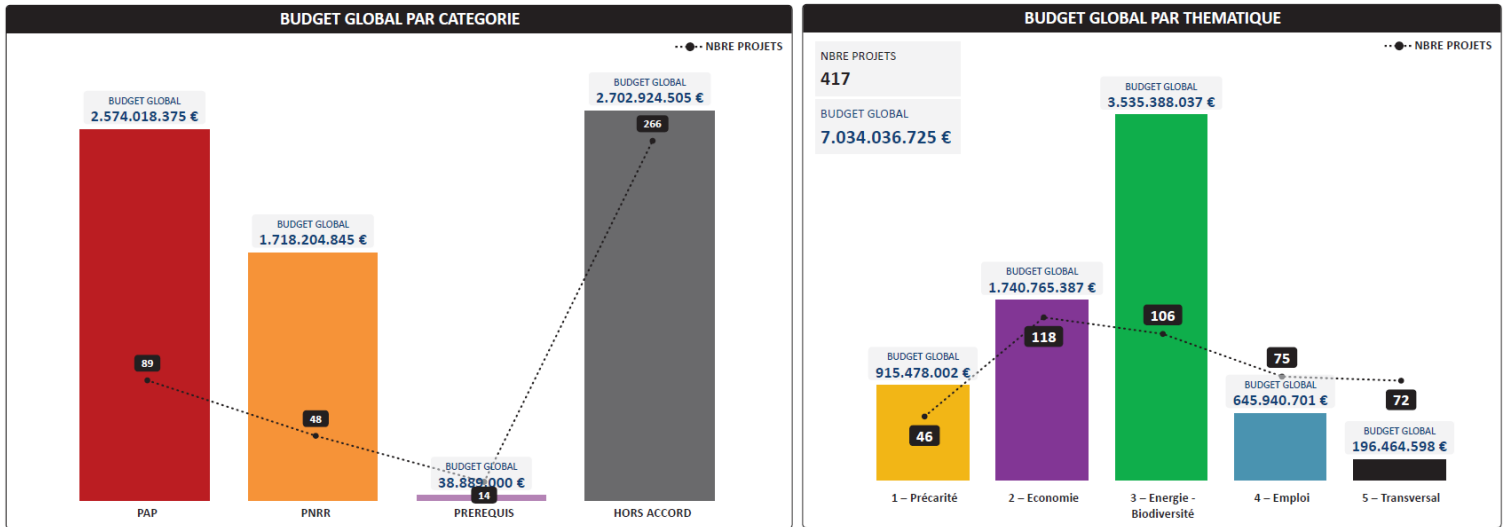 BUDGET GLOBAL PAR CATEGORIE
NBRE PROJETS
BUDGET GLOBAL
2.574.018.375 €
BUDGET GLOBAL
1.718.204.845 €
BUDGET GLOBAL
38.889.000 €
BUDGET GLOBAL
2.702.924.505 €
89
48
14
266
PAP
PNRR
PREREQUIS
HORS ACCORD
BUDGET GLOBAL PAR THEMATIQUE
NBRE PROJETS
NBRE PROJETS
417
BUDGET GLOBAL
7.034.036.725 €
BUDGET GLOBAL
915.478.002 €
BUDGET GLOBAL
1.740.765.387 €
BUDGET GLOBAL
3.535.388.037 €
BUDGET GLOBAL
645.940.701 €
BUDGET GLOBAL
196.464.598 €
46
118
106
75
72
1 – Précarité
2 – Economie
3 – Energie -
Biodiversité
4 – Emploi
5 – Transversal